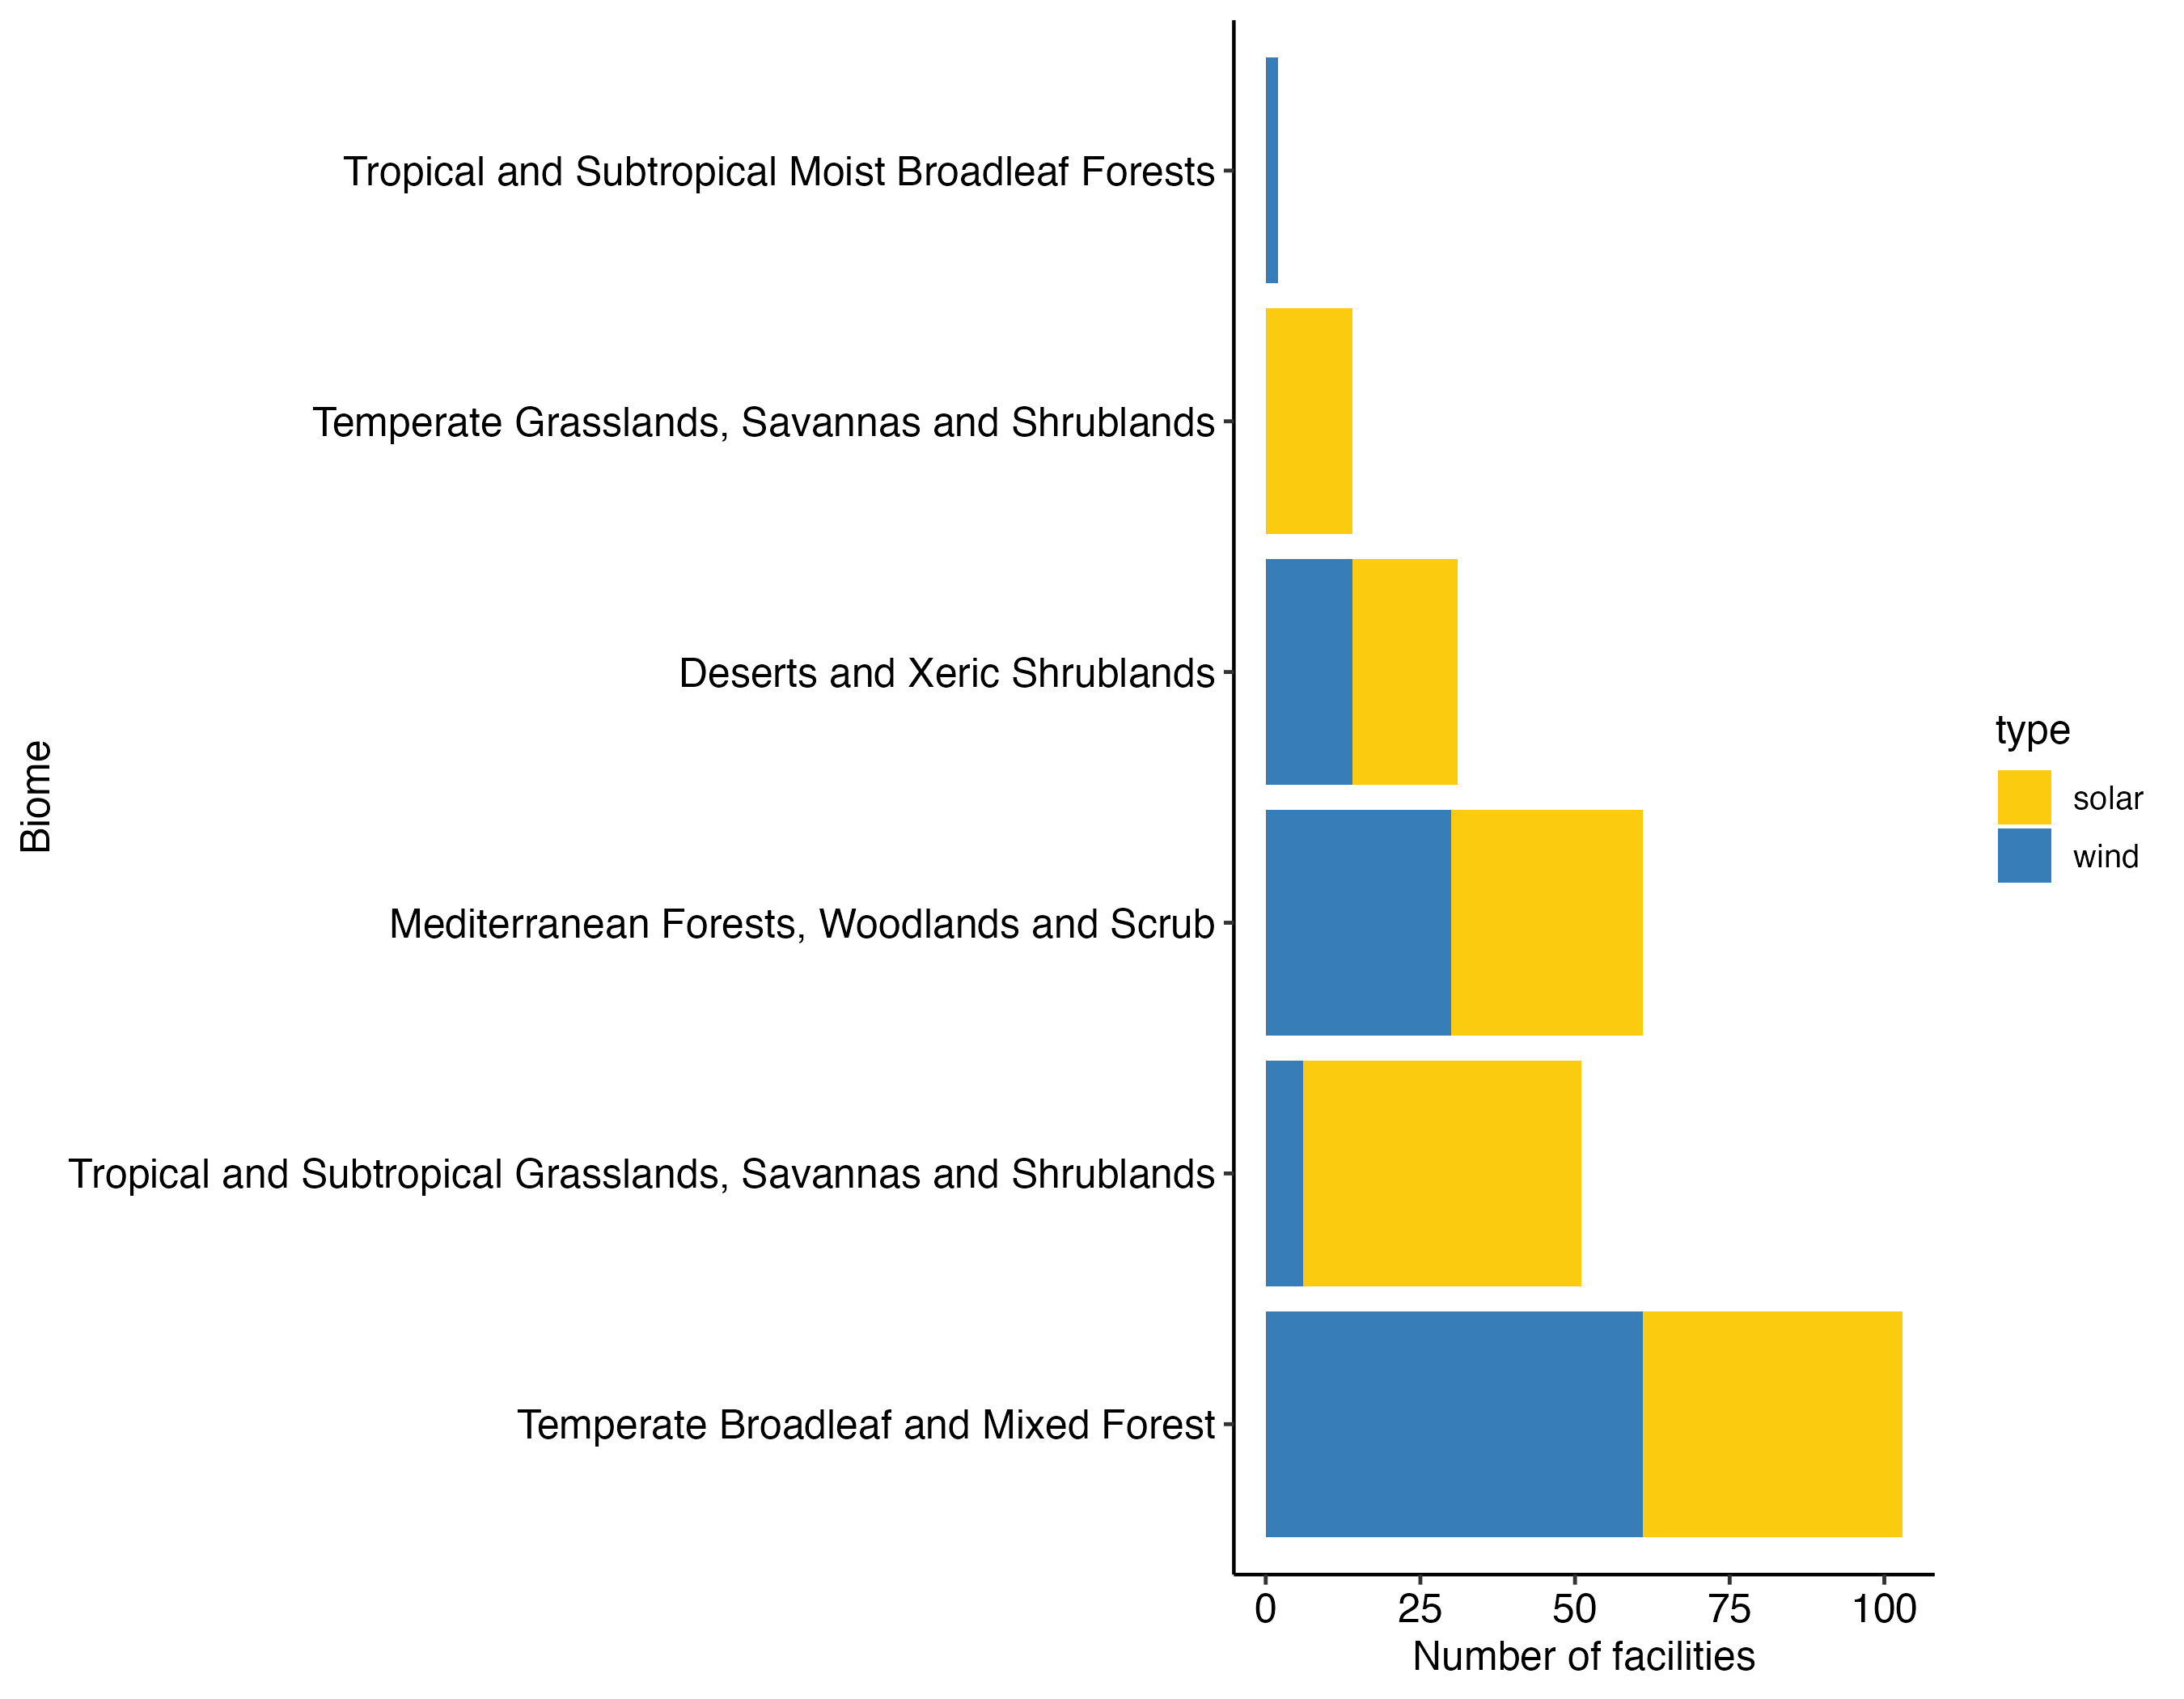 Biome
Tropical and Subtropical Moist Broadleaf Forests
Temperate Grasslands, Savannas and Shrublands
Deserts and Xeric Shrublands
Mediterranean Forests, Woodlands and Scrub
Tropical and Subtropical Grasslands, Savannas and Shrublands
Temperate Broadleaf and Mixed Forest
0 25 50 75 100
Number of facilities
type
solar
wind